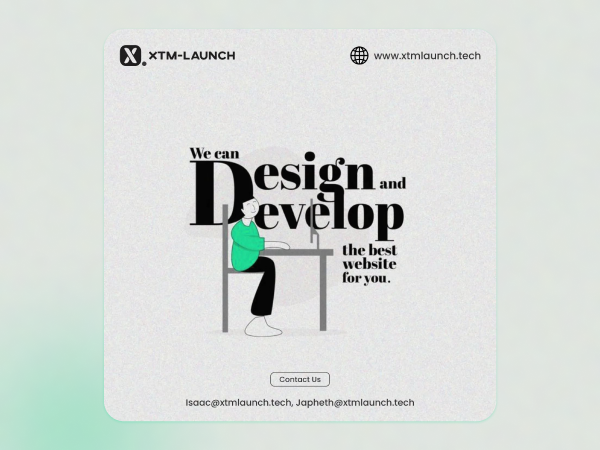 XTM-LAUNCH
www.xtmlaunch.tech
We can
Design and
Develop
the best
website
for you.
Contact Us
Isaac@xtmlaunch.tech, Japheth@xtmlaunch.tech